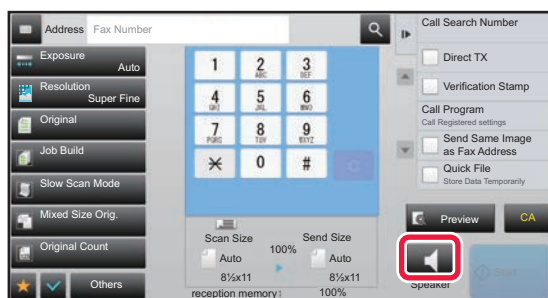 Address Fax Number
Exposure
Auto
Resolution
Super Fine
Original
Job Build
Slow Scan Mode
Mixed Size Orig.
Original Count
Others
1
2
ABC
3
DEF
4
GHI
5
JKL
6
MNO
7
PQRS
8
TUV
9
WXYZ
0
#
C
Scan Size
100%
Send Size
Auto
Auto
8½x11
8½x11
reception memory:
100%
Call Search Number
Direct TX
Verification Stamp
Call Program
Call Registered settings
Send Same Image
as Fax Address
Quick File
Store Data Temporarily
Preview
CA
Speaker
Start